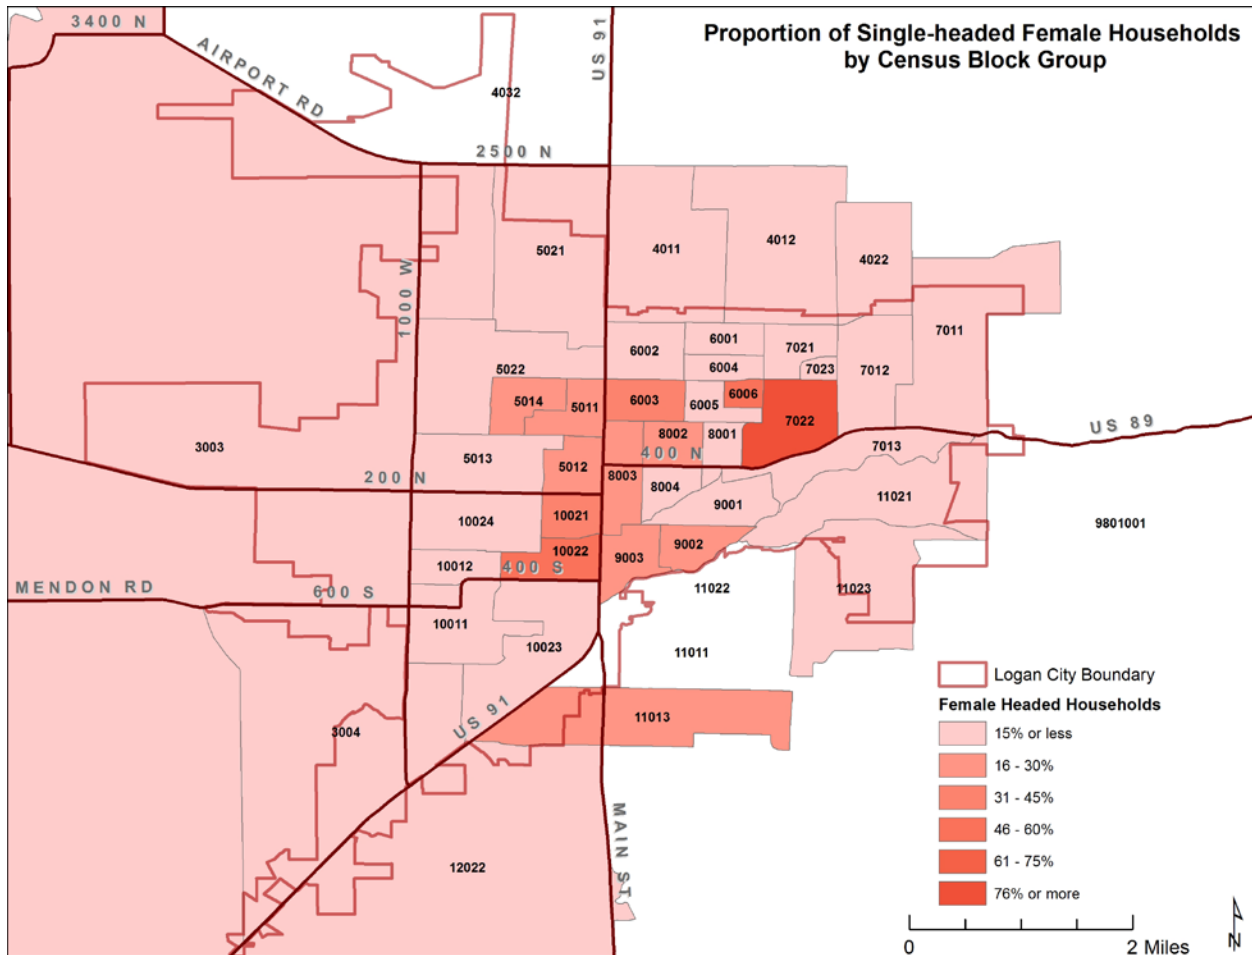 3400 N
AIRPORT RD
US 91
Proportion of Single-headed Female Households
by Census Block Group
4032
2500 N
4011
4012
4022
5021
1000 W
7011
6001
6002
7021
6004
7023
7012
5022
5014
5011
6003
6005
6006
7022
US 89
8002
8001
400 N
7013
3003
5013
5012
200 N
8003
8004
11021
9001
10024
10021
9801001
10022
9002
9003
10012
400 S
MENDON RD
600 S
11022
11023
10011
10023
11011
Logan City Boundary
Female Headed Households
US 91
11013
3004
15% or less
16 - 30%
31 - 45%
MAIN ST
46 - 60%
61 - 75%
12022
76% or more
N
0 2 Miles